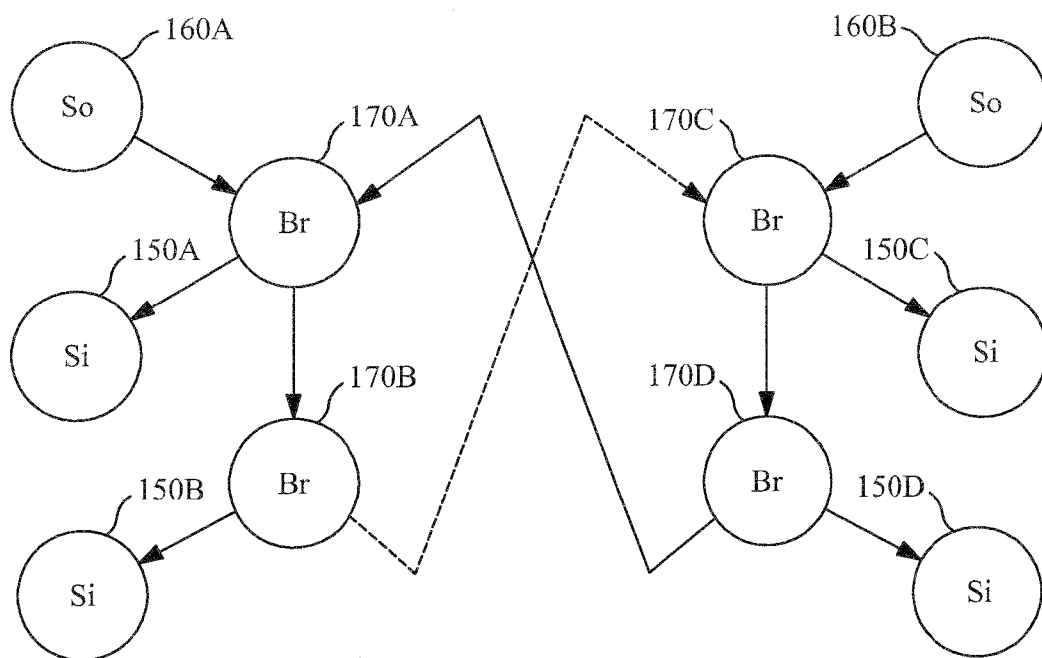 160A
160B
So
So
170A
170C
Br
Br
150A
150C
Si
Si
170B
170D
Br
Br
150B
150D
Si
Si